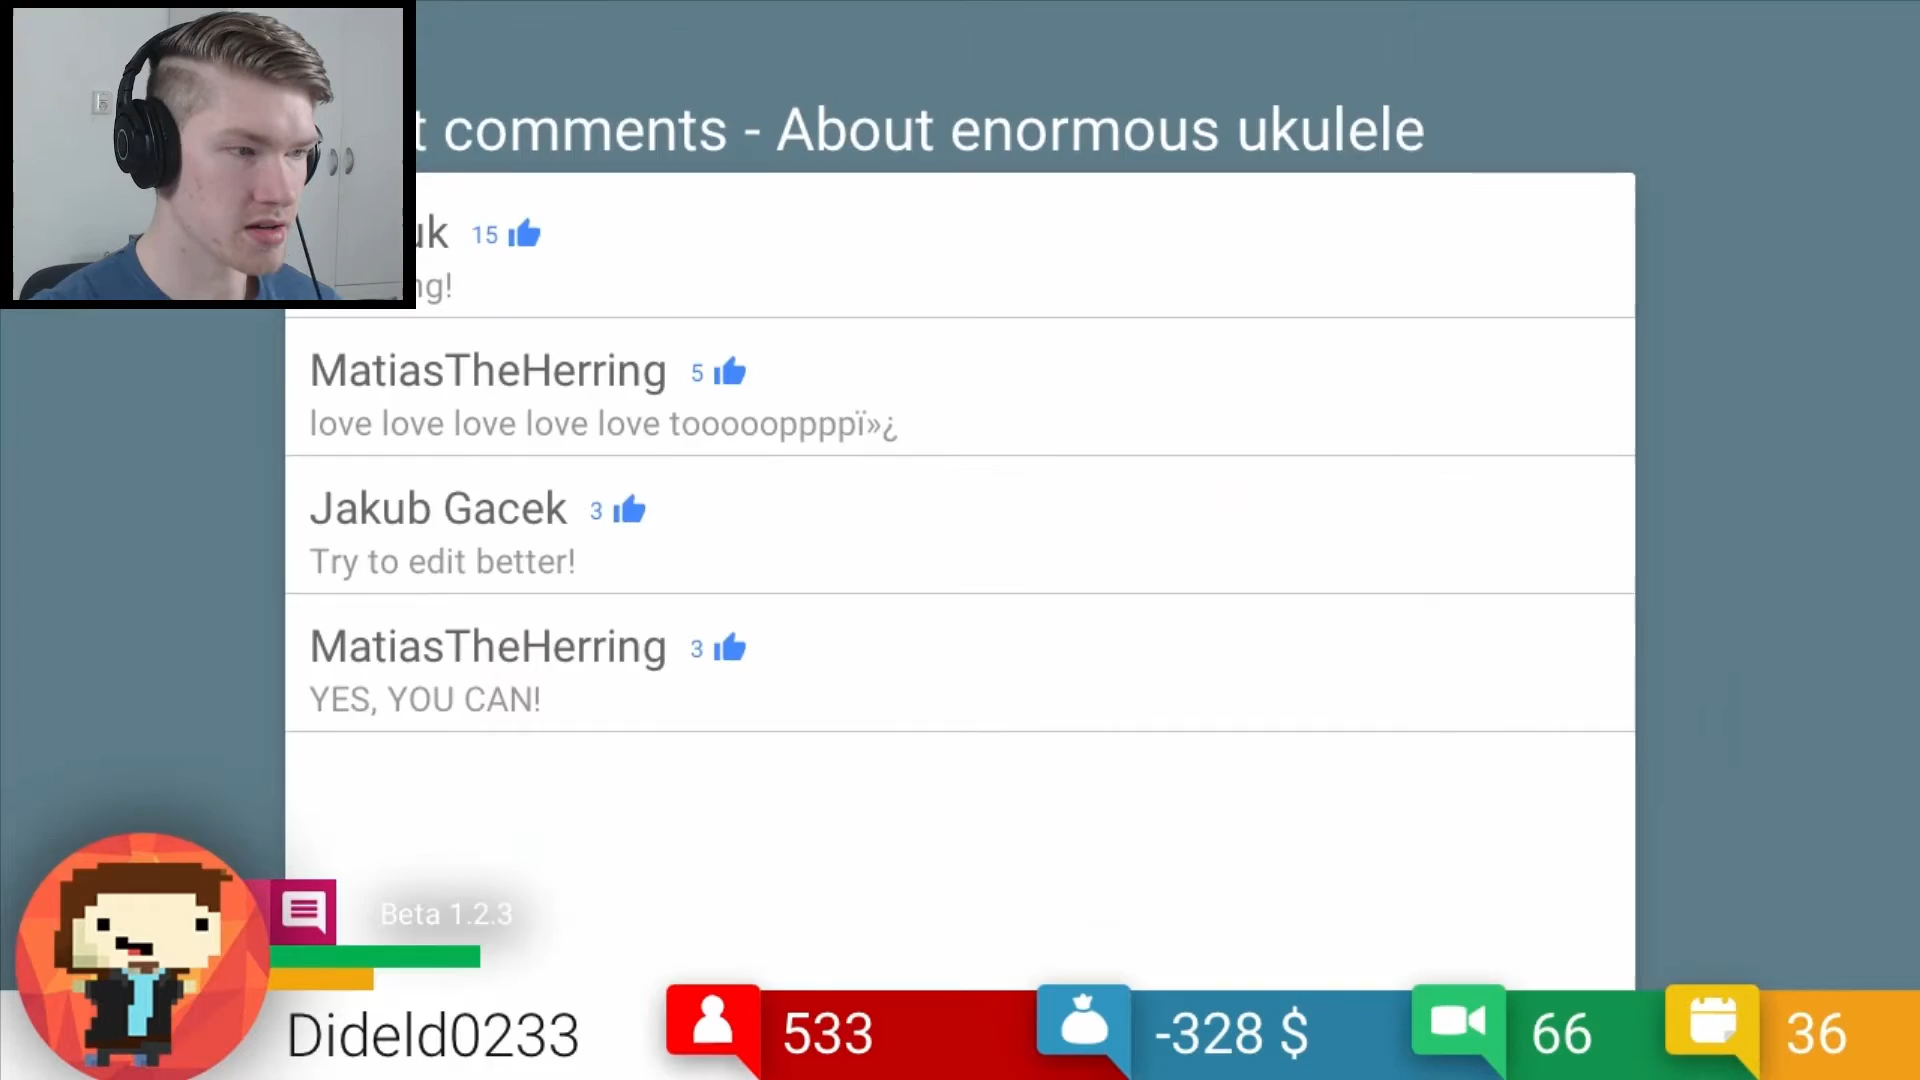 comments - About enormous ukulele
15
MatiasTheHerring 5
love love love love love tooooopppp»¿
Jakub Gacek 3
Try to edit better!
MatiasTheHerring 3
YES, YOU CAN!
Beta 1.2.3
Dideld0233
533
-328 $
66
36